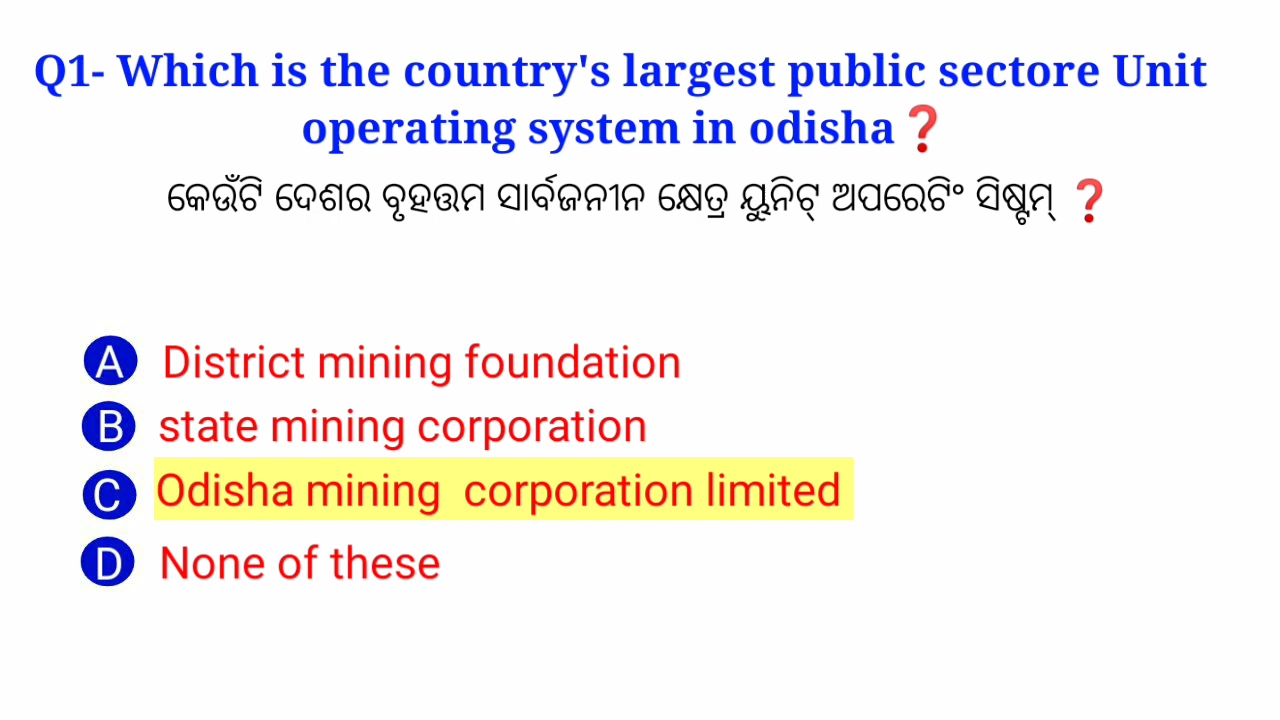 Q1- Which is the country's largest public sectore Unit
operating system in odisha❓
କେଉଁଟି ଦେଶର ବୃହତ୍ତମ ସାର୍ବଜନୀନ କ୍ଷେତ୍ର ୟୁନିଟ୍ ଅପରେଟିଂ ସିଷ୍ଟମ୍ ❓
A District mining foundation
B state mining corporation
C Odisha mining corporation limited
D None of these